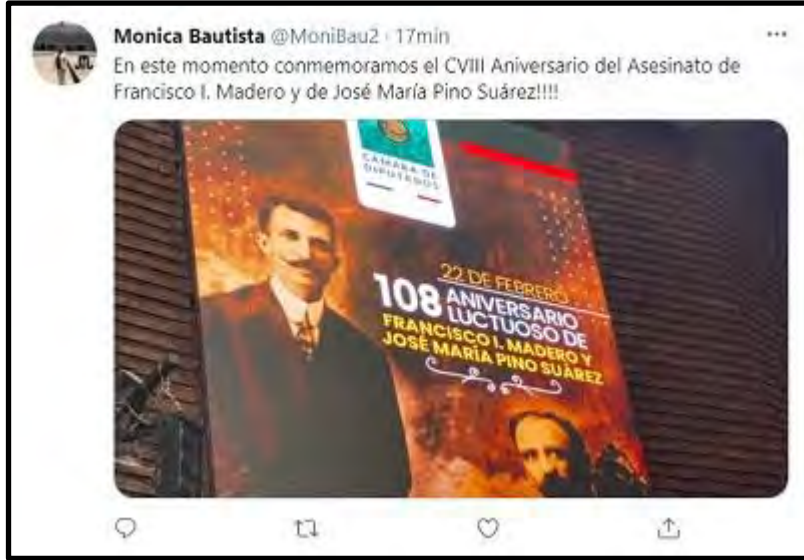 Monica Bautista @MoniBau2 · 17min
En este momento conmemoramos el CVIII Aniversario del Asesinato de
Francisco I. Madero y de José María Pino Suárez!!!!
CÁMARA DE
DIPUTADOS
22 DE FEBRERO
108 ANIVERSARIO
LUCTUOSO DE
FRANCISCO I. MADERO Y
JOSÉ MARÍA PINO SUÁREZ